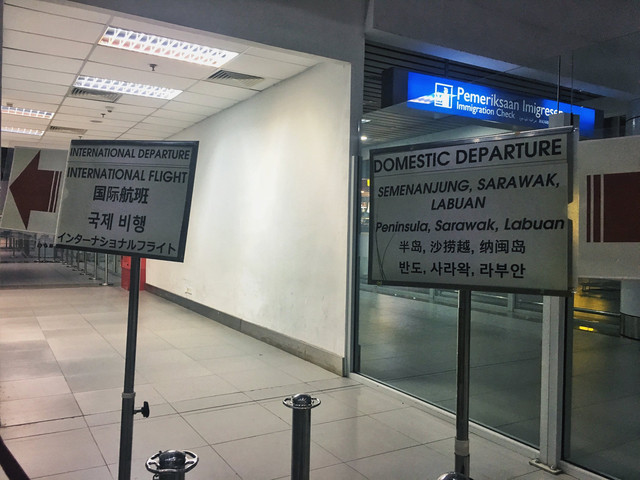 INTERNATIONAL DEPARTURE
INTERNATIONAL FLIGHT
国际航班
국제 비행
インターナショナルフライト
Pemeriksaan Imigresen
Immigration Check
DOMESTIC DEPARTURE
SEMENANJUNG, SARAWAK,
LABUAN
Peninsula, Sarawak, Labuan
半岛, 沙捞越, 纳闽岛
반도, 사라왁, 라부안